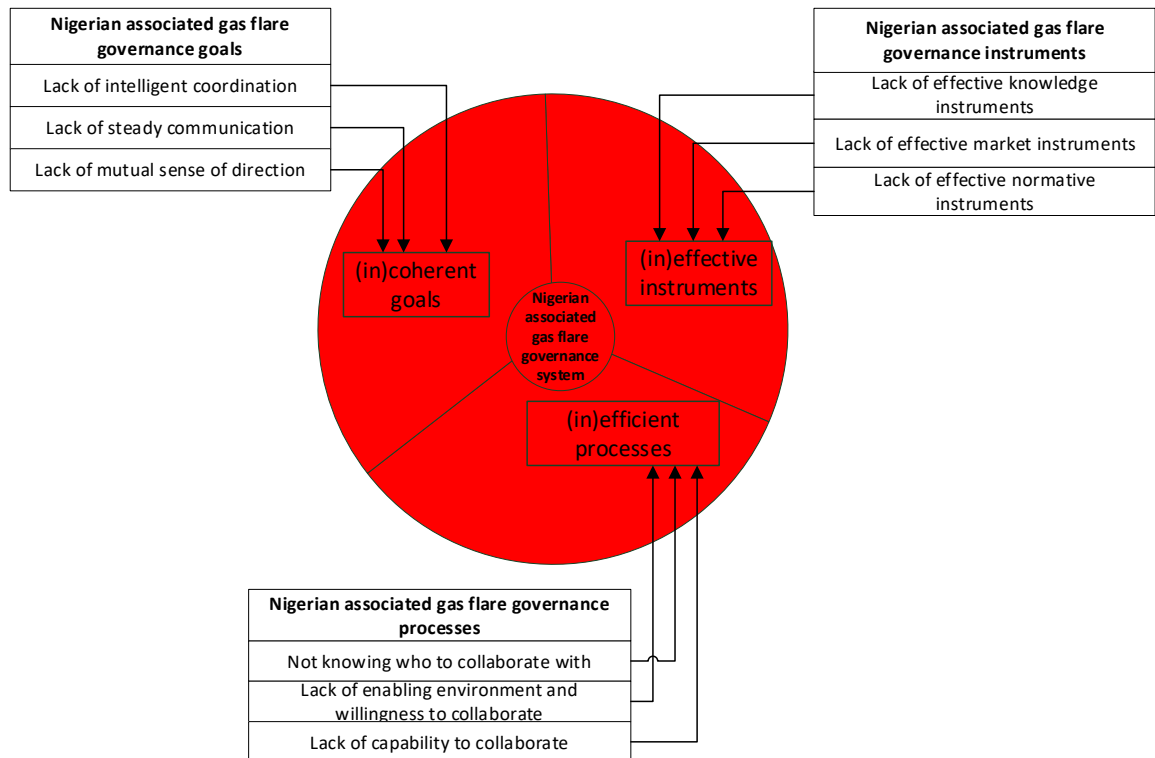 Nigerian associated gas flare
governance goals
Lack of intelligent coordination
Lack of steady communication
Lack of mutual sense of direction
Nigerian associated gas flare
governance instruments
Lack of effective knowledge
instruments
Lack of effective market instruments
Lack of effective normative
instruments
(in)coherent
goals
(in)effective
instruments
Nigerian
associated
gas flare
governance
system
(in)efficient
processes
Nigerian associated gas flare governance
processes
Not knowing who to collaborate with
Lack of enabling environment and
willingness to collaborate
Lack of capability to collaborate